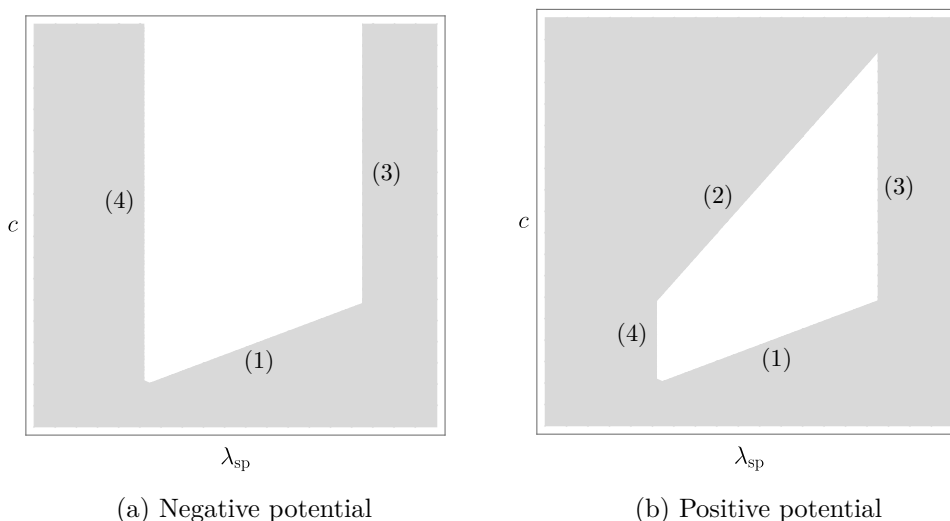 (4)
(3)
c
(1)
λsp
(a) Negative potential
(2)
(3)
c
(4)
(1)
λsp
(b) Positive potential